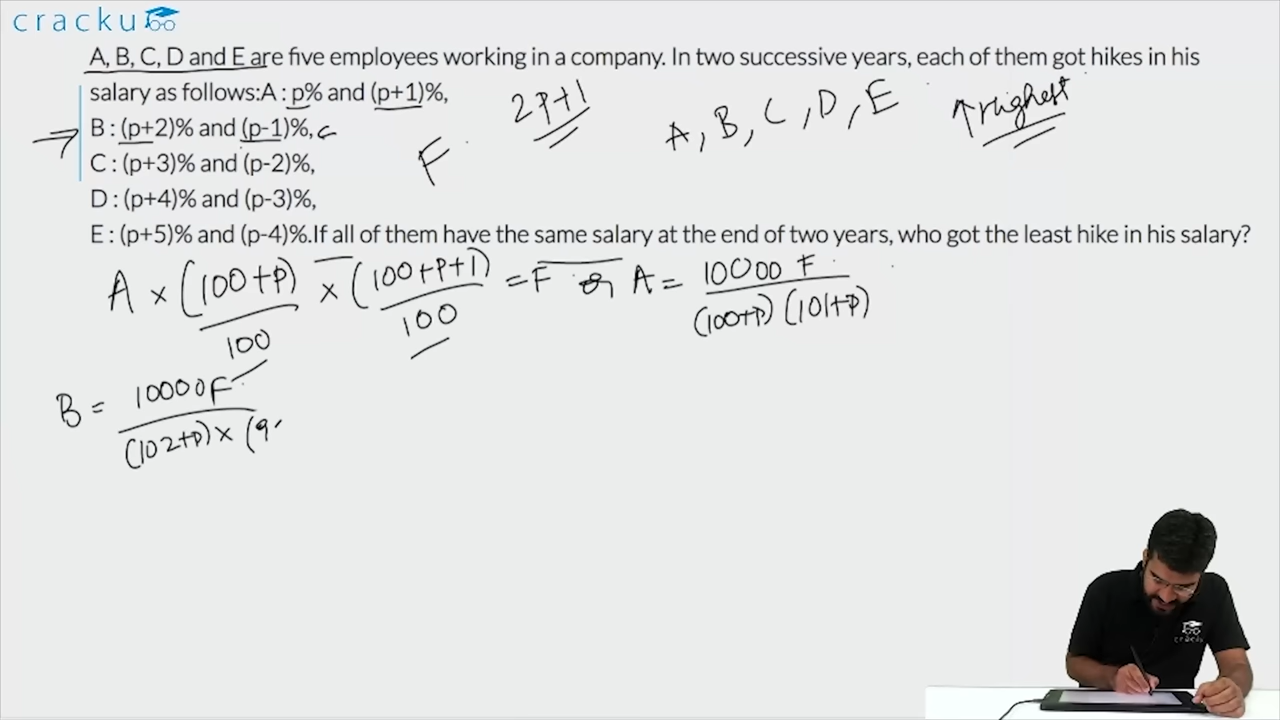 cracku
A, B, C, D and E are five employees working in a company. In two successive years, each of them got hikes in his
salary as follows:A : p% and (p+1)%,
B : (p+2)% and (p-1)%,
C : (p+3)% and (p-2)%,
D : (p+4)% and (p-3)%,
E : (p+5)% and (p-4)%.If all of them have the same salary at the end of two years, who got the least hike in his salary?
F 2p+1 A, B, C, D, E ↑ Highest
A × (100+p)/100 × (100+p+1)/100 = F or A = 10000 F/(100+p)(101+p)
B = 10000F/(102+p)×(9
cracku